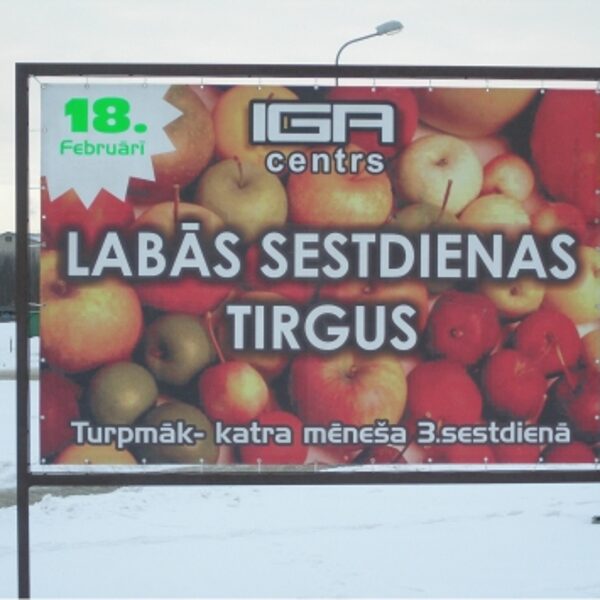 18.
Februārī
IGA
centrs
LABĀS SESTDIENAS
TIRGUS
Turpmāk- katra mēneša 3.sestdienā